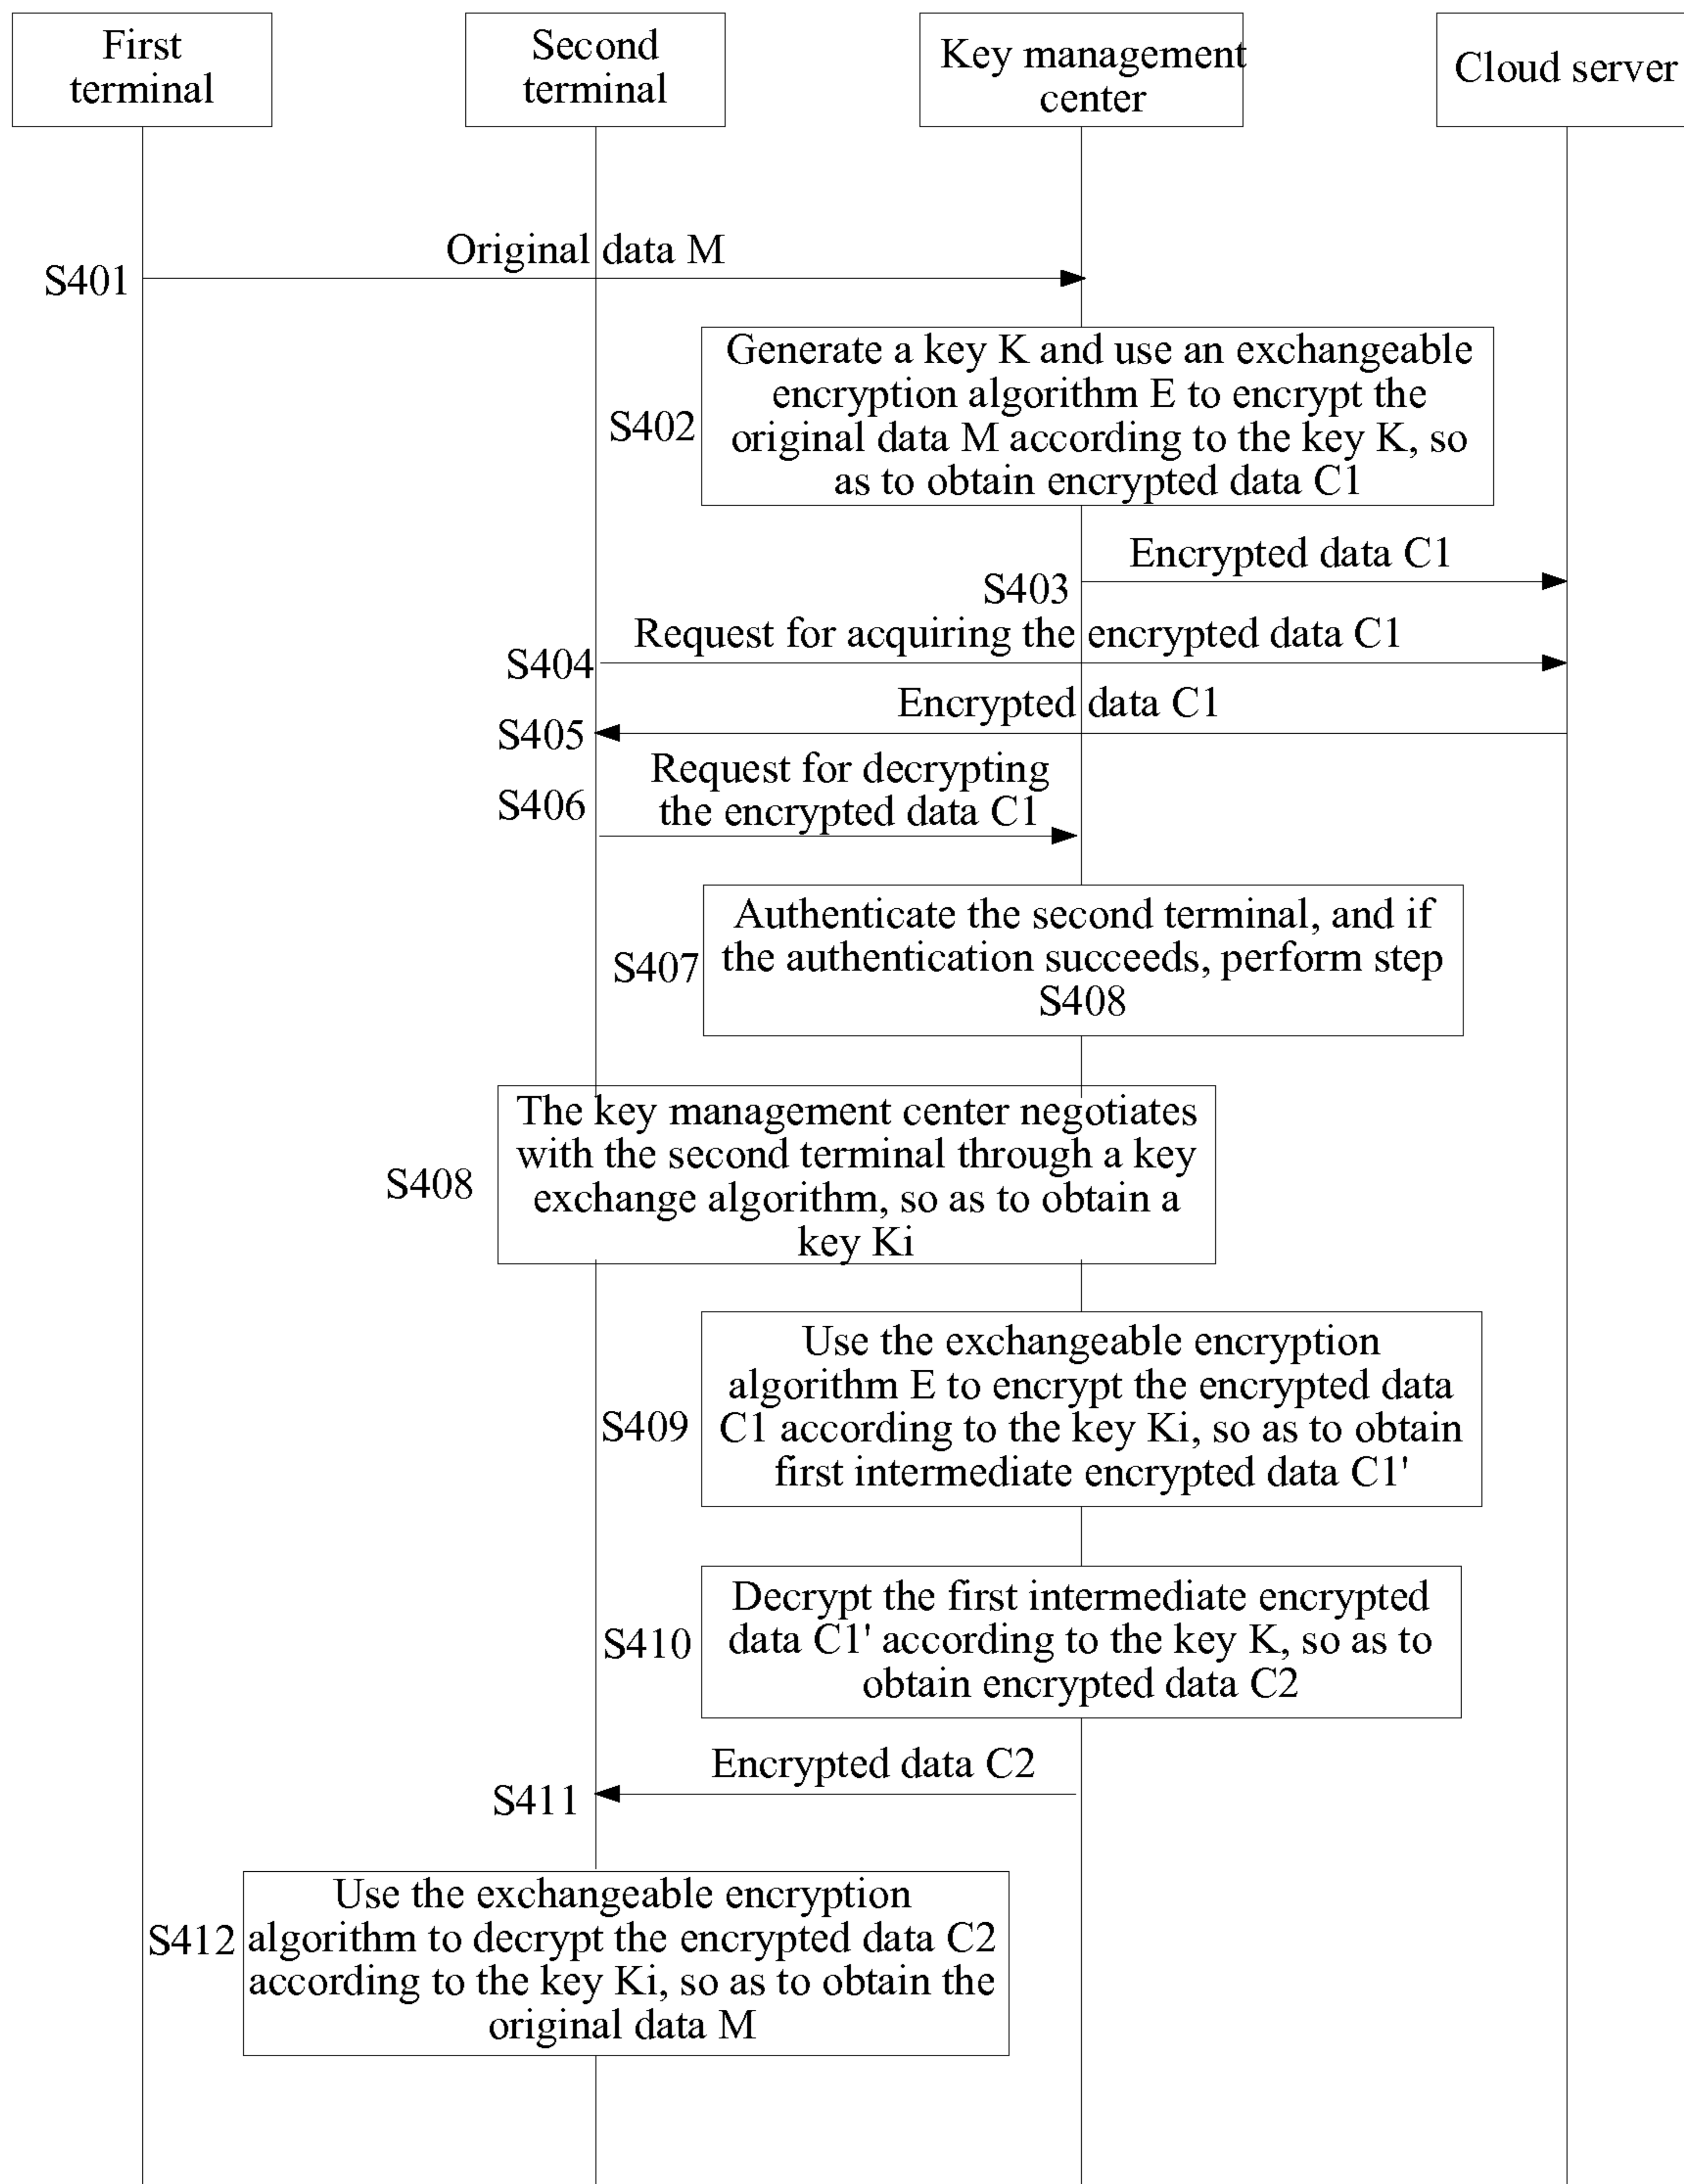 First
terminal
Second
terminal
Key management
center
Cloud server
Original data M
S401
Generate a key K and use an exchangeable
encryption algorithm E to encrypt the
original data M according to the key K, so
as to obtain encrypted data C1
S402
Encrypted data C1
S403
Request for acquiring the encrypted data C1
S404
Encrypted data C1
S405
Request for decrypting
the encrypted data C1
S406
Authenticate the second terminal, and if
the authentication succeeds, perform step
S408
S407
The key management center negotiates
with the second terminal through a key
exchange algorithm, so as to obtain a
key Ki
S408
Use the exchangeable encryption
algorithm E to encrypt the encrypted data
C1 according to the key Ki, so as to obtain
first intermediate encrypted data C1'
S409
Decrypt the first intermediate encrypted
data C1' according to the key K, so as to
obtain encrypted data C2
S410
Encrypted data C2
S411
Use the exchangeable encryption
algorithm to decrypt the encrypted data C2
according to the key Ki, so as to obtain the
original data M
S412